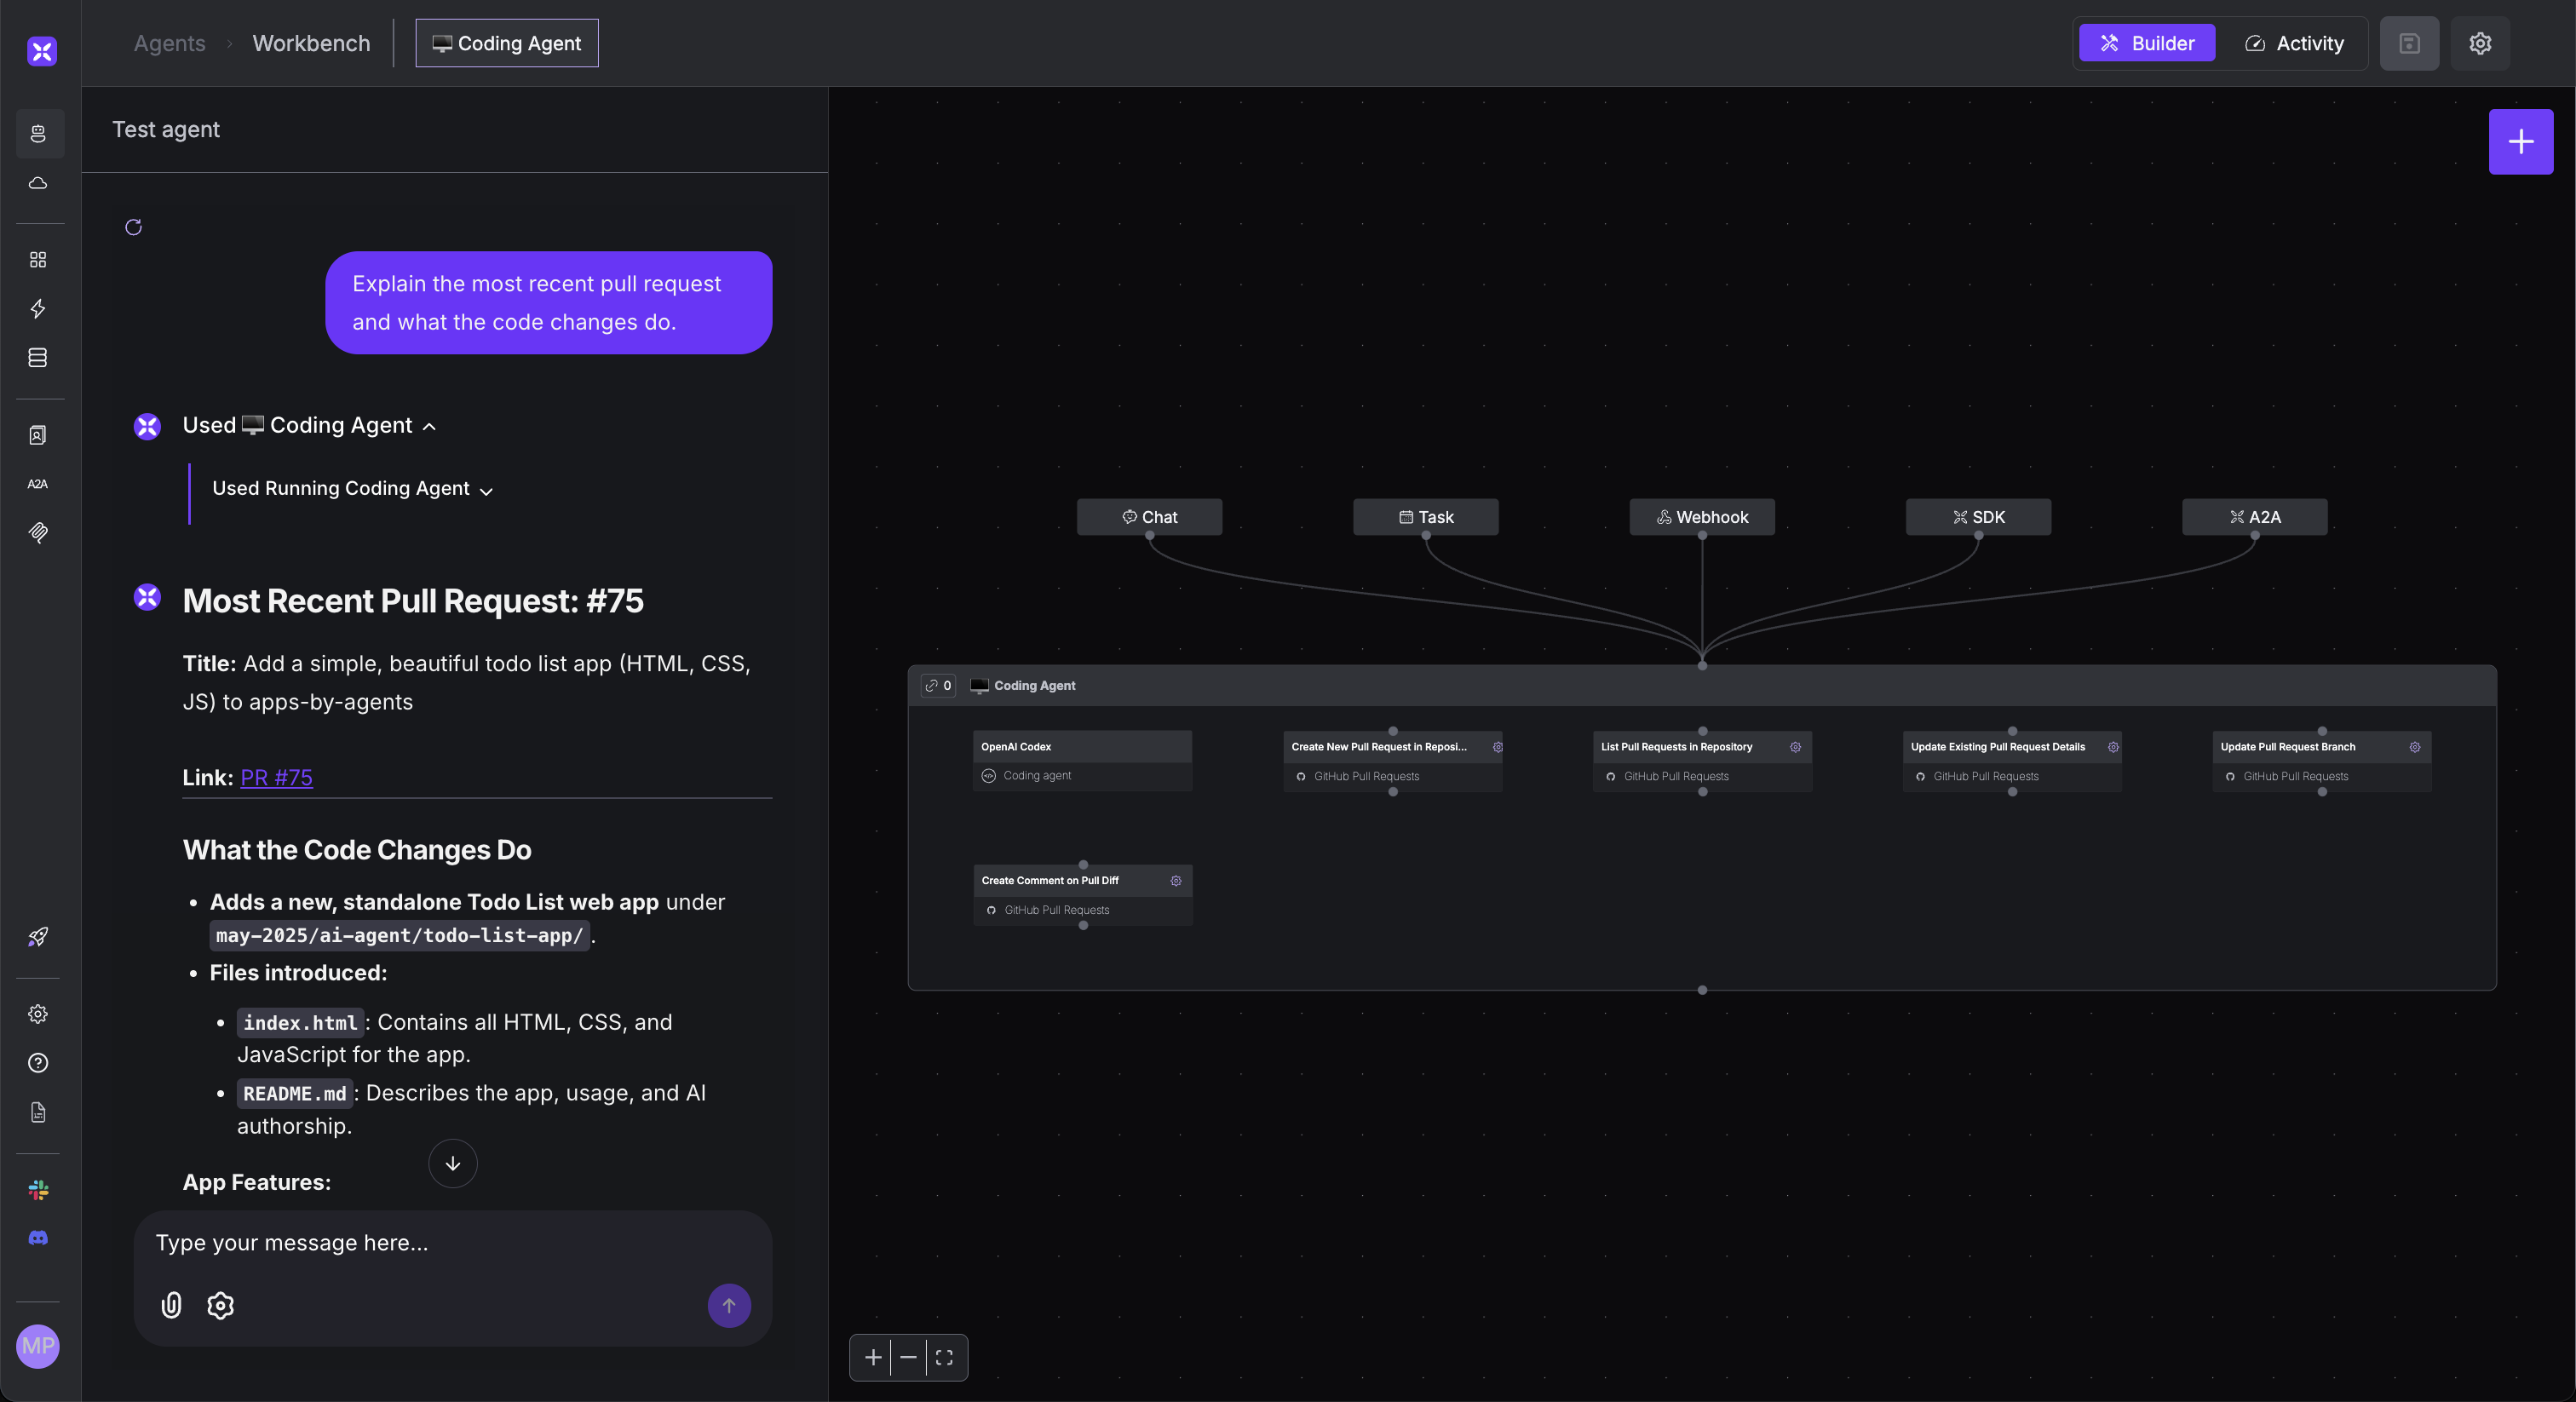 Agents
Workbench
Coding Agent
Builder
Activity
Test agent
A2A
MP
Explain the most recent pull request
and what the code changes do.
Used Coding Agent
Used Running Coding Agent
Most Recent Pull Request: #75
Title: Add a simple, beautiful todo list app (HTML, CSS,
JS) to apps-by-agents
Link: PR #75
What the Code Changes Do
• Adds a new, standalone Todo List web app under
may-2025/ai-agent/todo-list-app/.
• Files introduced:
• index.html: Contains all HTML, CSS, and
JavaScript for the app.
• README.md: Describes the app, usage, and AI
authorship.
App Features:
Type your message here...
Chat
Task
Webhook
SDK
A2A
0
Coding Agent
OpenAI Codex
Coding agent
Create New Pull Request in Reposi...
GitHub Pull Requests
List Pull Requests in Repository
GitHub Pull Requests
Update Existing Pull Request Details
GitHub Pull Requests
Update Pull Request Branch
GitHub Pull Requests
Create Comment on Pull Diff
GitHub Pull Requests